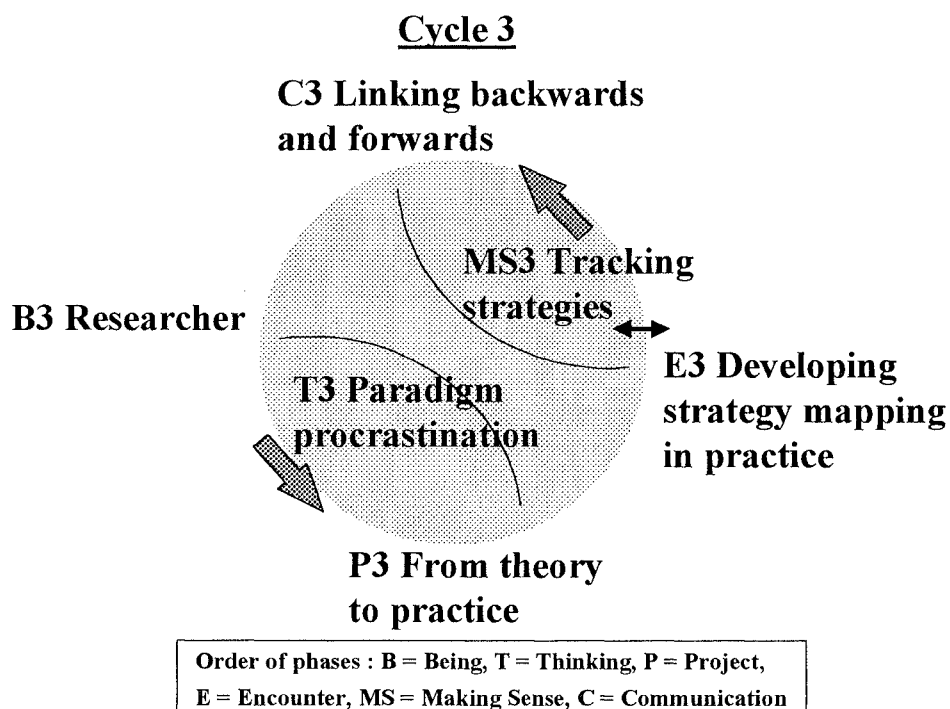 Cycle 3
C3 Linking backwards
and forwards
MS3 Tracking
strategies
B3 Researcher
E3 Developing
strategy mapping
in practice
T3 Paradigm
procrastination
P3 From theory
to practice
Order of phases : B = Being, T = Thinking, P = Project,
E = Encounter, MS = Making Sense, C = Communication